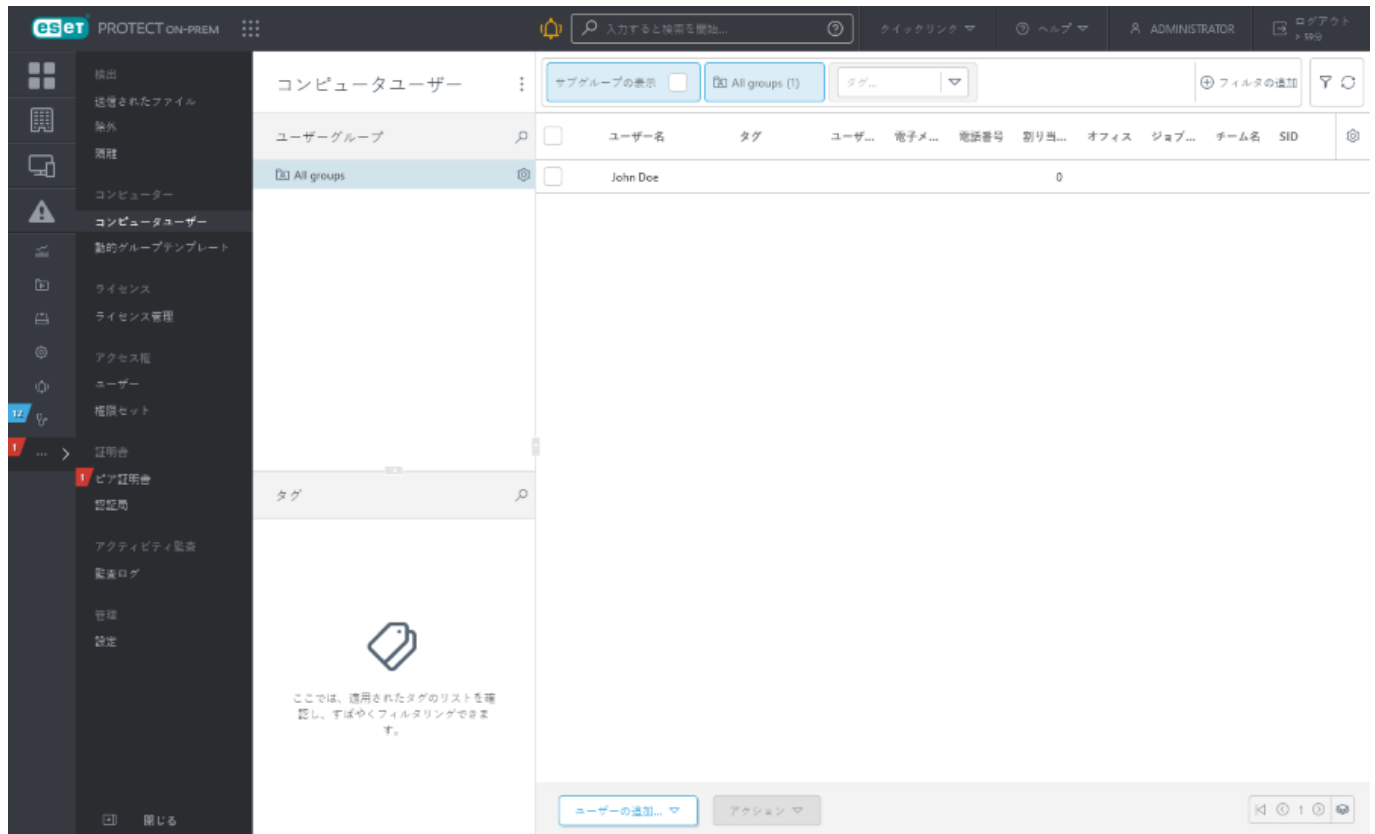 eset PROTECT ON-PREM
入力すると検索を開始...
クイックリンク
ヘルプ
ADMINISTRATOR
ログアウト
> 59分
検出
送信されたファイル
除外
隔離
コンピューター
コンピュータユーザー
動的グループテンプレート
ライセンス
ライセンス管理
アクセス権
ユーザー
権限セット
12
1
証明書
1
ピア証明書
認証局
アクティビティ監査
監査ログ
管理
設定
閉じる
コンピュータユーザー
ユーザーグループ
All groups
タグ
ここでは、適用されたタグのリストを確
認し、すばやくフィルタリングできま
す。
サブグループの表示
All groups (1)
タグ...
フィルタの追加
ユーザー名 タグ ユーザ... 電子メ... 電話番号 割り当... オフィス ジョブ... チーム名 SID
John Doe 0
ユーザーの追加...
アクション
1